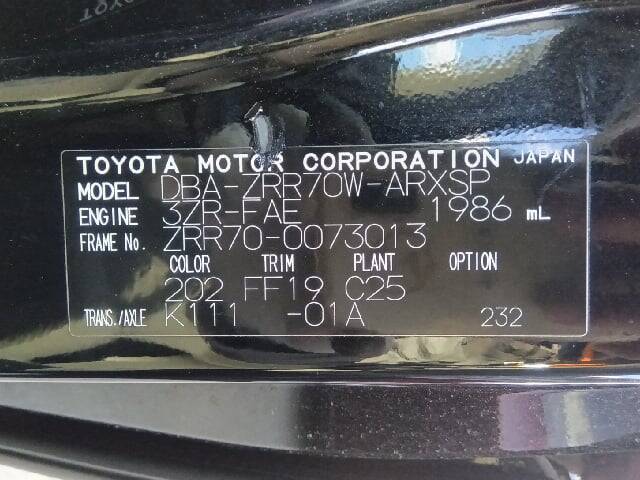 TOYOTA MOTOR CORPORATION JAPAN
MODEL DBA-ZRR70W-ARXSP
ENGINE 3ZR-FAE 1986 mL
FRAME No. ZRR70-0073013
COLOR TRIM PLANT OPTION
202 FF19 C25
TRANS./AXLE K111 -01A 232